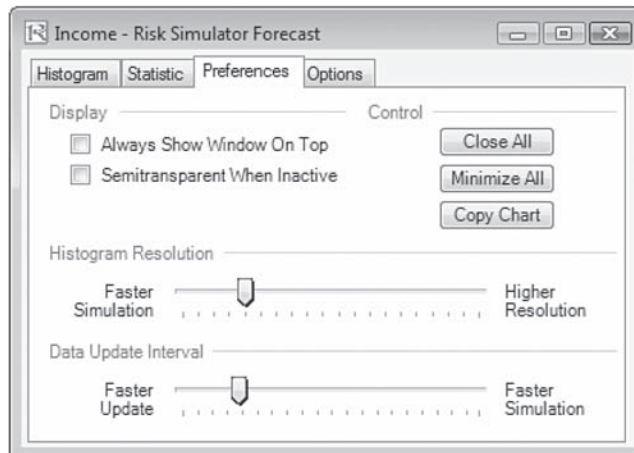 Income - Risk Simulator Forecast
Histogram Statistic Preferences Options
Display
Always Show Window On Top
Semitransparent When Inactive
Control
Close All
Minimize All
Copy Chart
Histogram Resolution
Faster Simulation
Higher Resolution
Data Update Interval
Faster Update
Faster Simulation